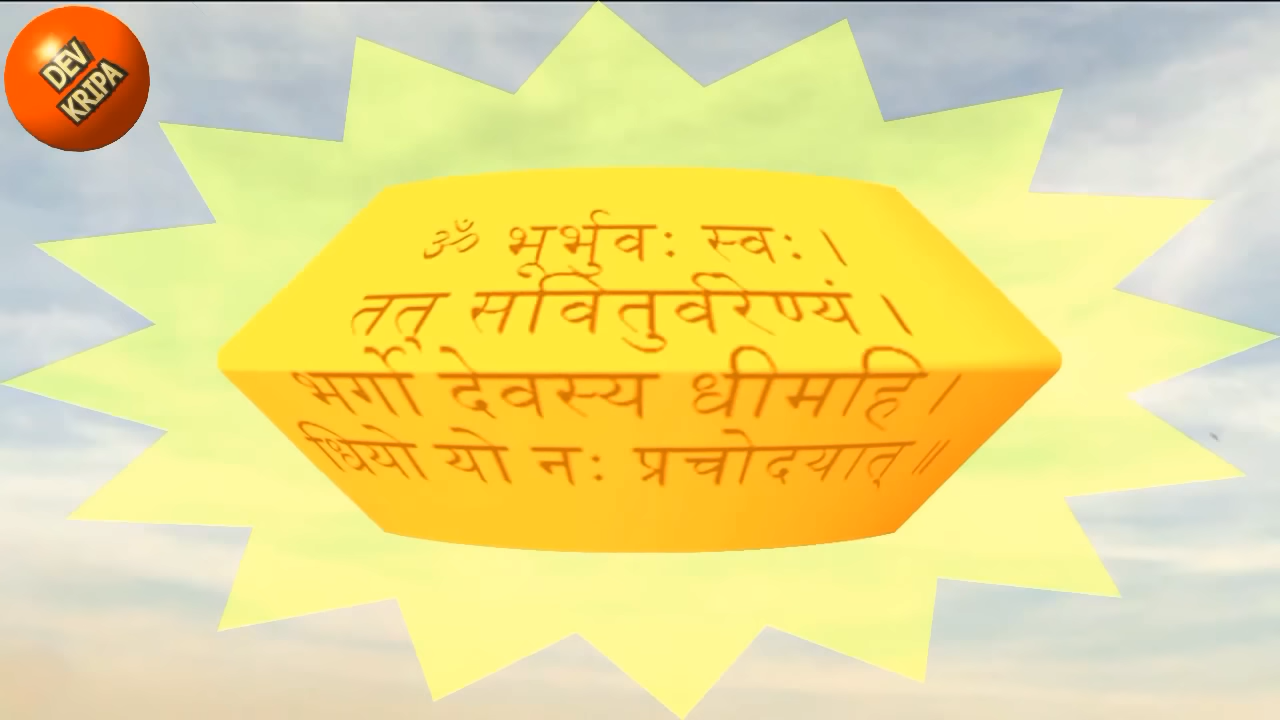 DEV
KRIPA
ॐ भूर्भुवः स्वः ।
तत् सवितुर्वरेण्यं ।
भर्गो देवस्य धीमहि ।
धियो यो नः प्रचोदयात् ॥